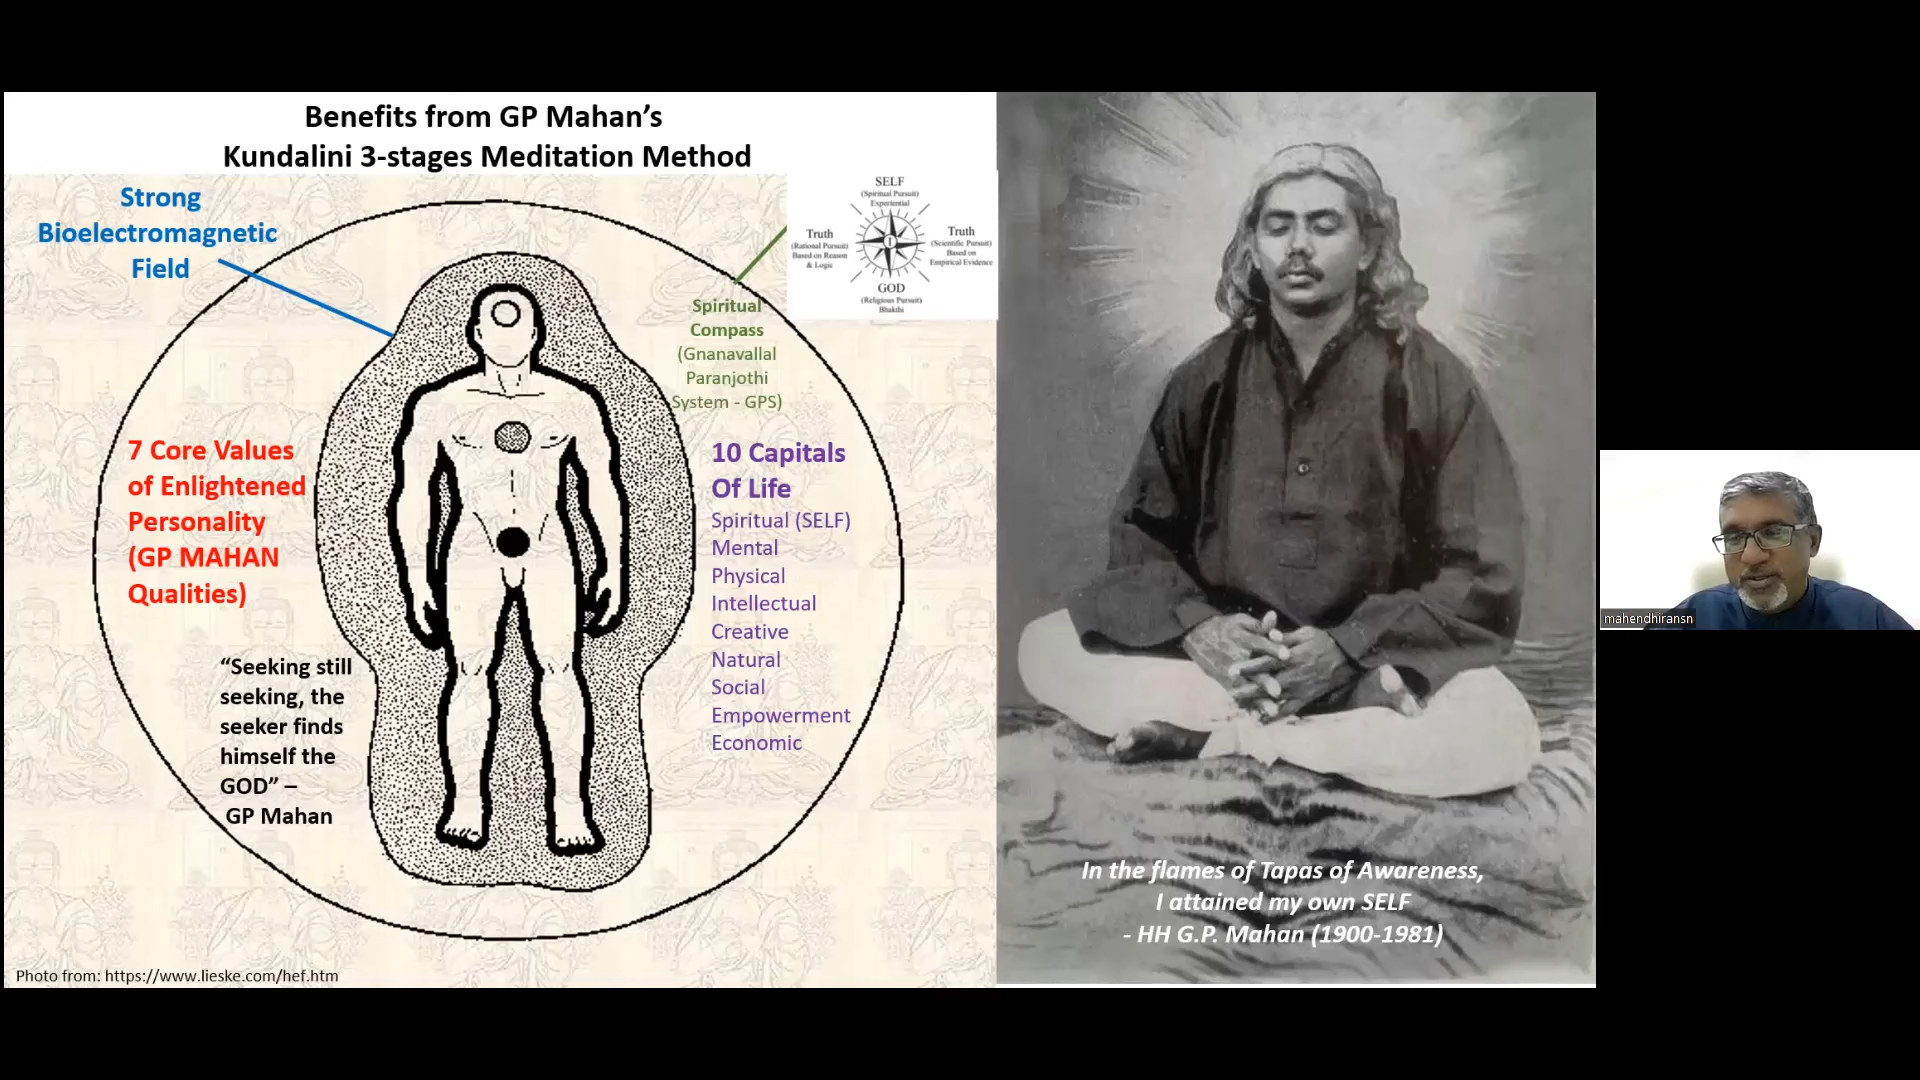 Benefits from GP Mahan’s
Kundalini 3-stages Meditation Method
Strong
Bioelectromagnetic
Field
SELF
(Spiritual Pursuit)
Experiential
Truth
(Rational Pursuit)
Based on Reason
& Logic
I
Truth
(Scientific Pursuit)
Based on
Empirical Evidence
GOD
(Religious Pursuit)
Bhakthi
Spiritual
Compass
(Gnanavallal
Paranjothi
System - GPS)
7 Core Values
of Enlightened
Personality
(GP MAHAN
Qualities)
“Seeking still
seeking, the
seeker finds
himself the
GOD” –
GP Mahan
10 Capitals
Of Life
Spiritual (SELF)
Mental
Physical
Intellectual
Creative
Natural
Social
Empowerment
Economic
Photo from: https://www.lieske.com/hef.htm
In the flames of Tapas of Awareness,
I attained my own SELF
- HH G.P. Mahan (1900-1981)
mahendhiransn